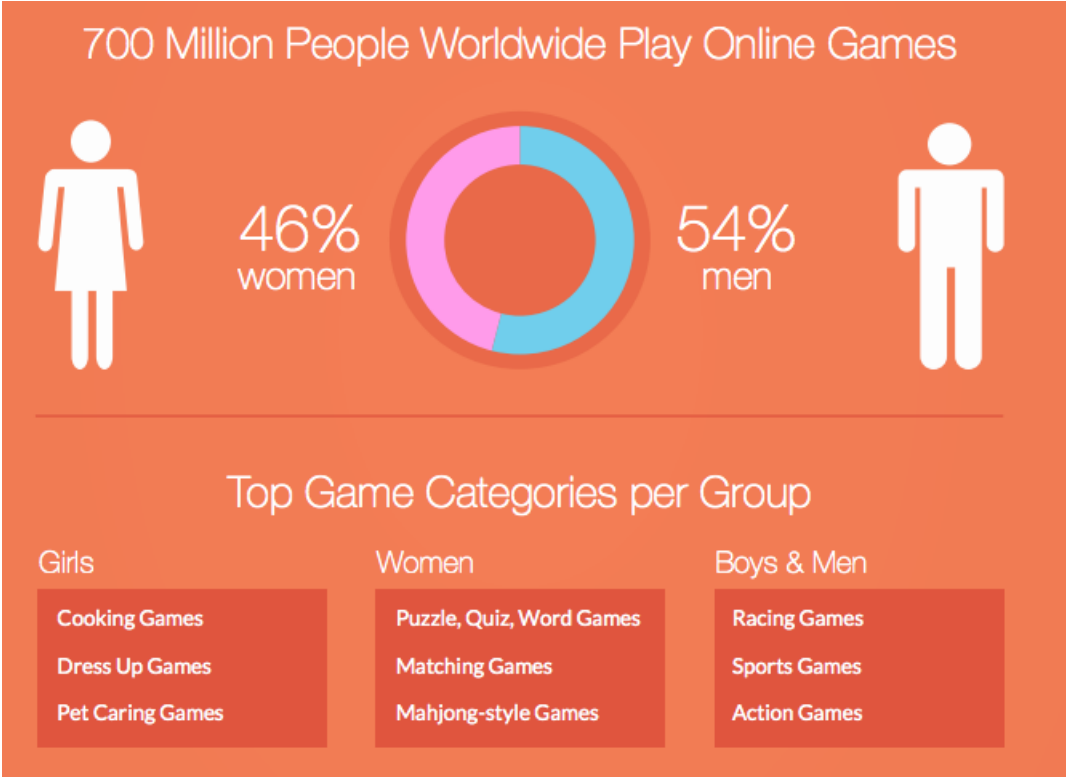 700 Million People Worldwide Play Online Games
46%
women
54%
men
Top Game Categories per Group
Girls
Cooking Games
Dress Up Games
Pet Caring Games
Women
Puzzle, Quiz, Word Games
Matching Games
Mahjong-style Games
Boys & Men
Racing Games
Sports Games
Action Games